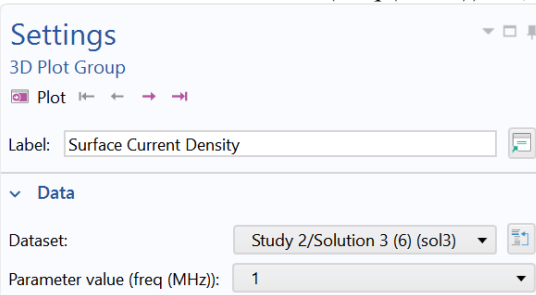 Settings
3D Plot Group
Plot
Label: Surface Current Density
Data
Dataset: Study 2/Solution 3 (6) (sol3)
Parameter value (freq (MHz)): 1